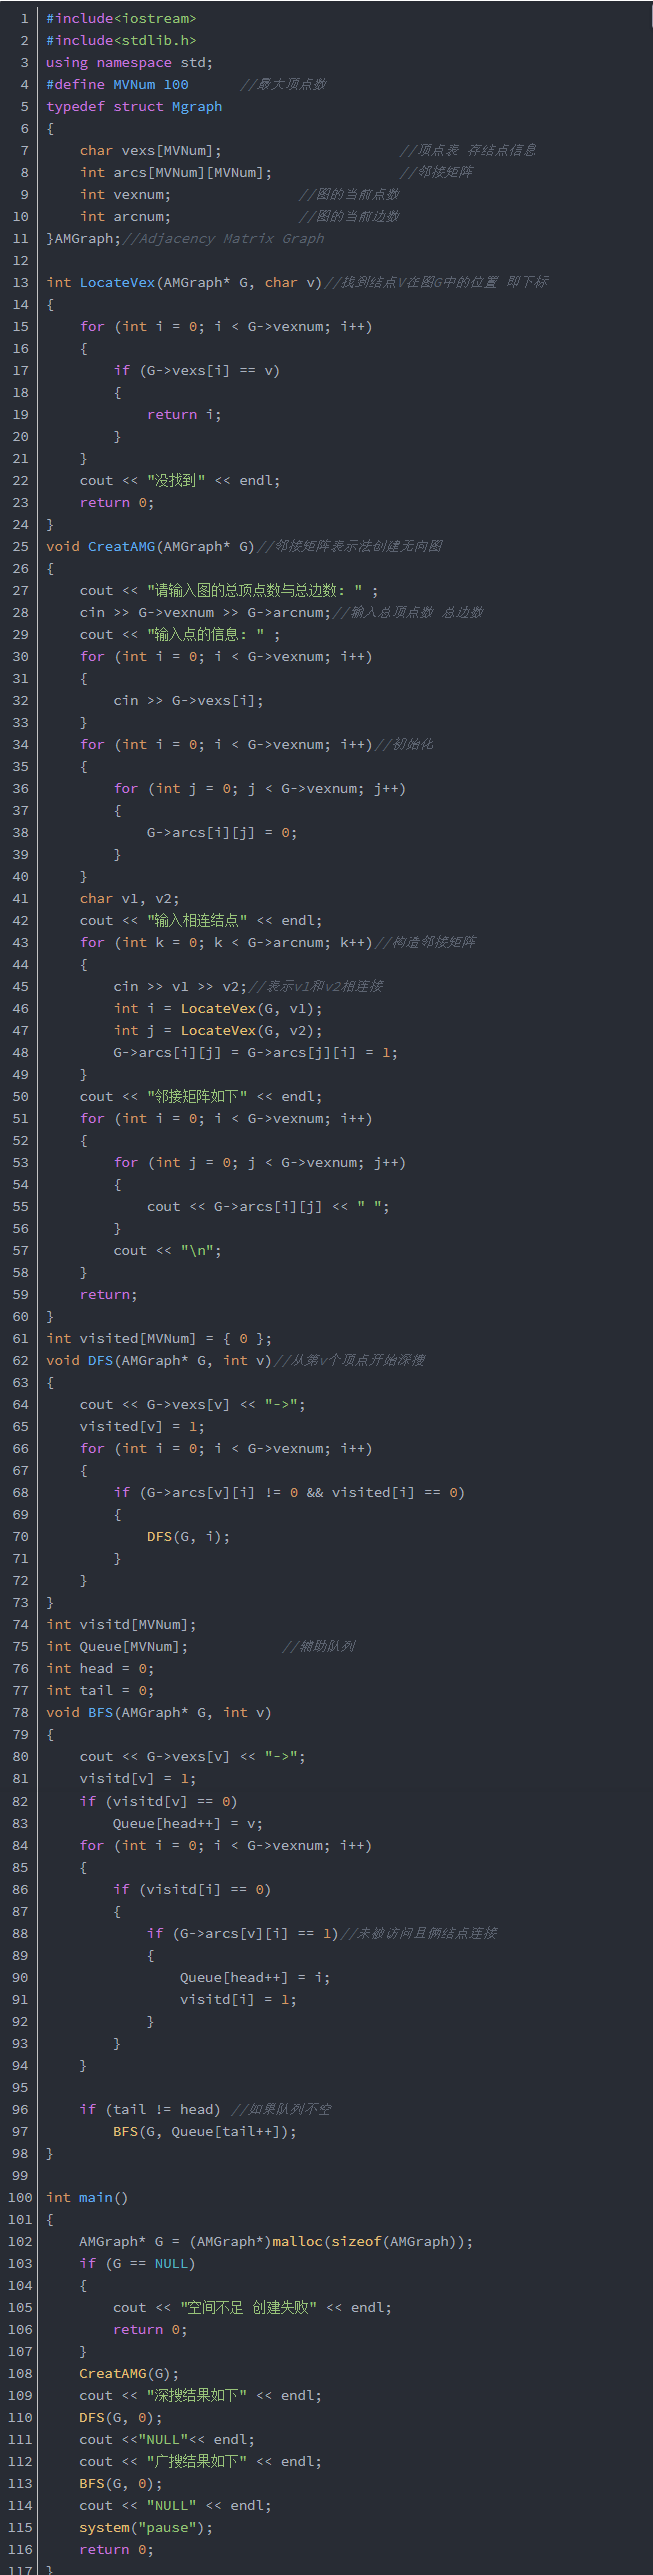 1 #include<iostream>
2 #include<stdlib.h>
3 using namespace std;
4 #define MVNum 100 //最大顶点数
5 typedef struct Mgraph
6 {
7 char vexs[MVNum]; //顶点表 存结点信息
8 int arcs[MVNum][MVNum]; //邻接矩阵
9 int vexnum; //图的当前点数
10 int arcnum; //图的当前边数
11 }AMGraph;//Adjacency Matrix Graph
12
13 int LocateVex(AMGraph* G, char v)//找到结点V在图G中的位置 即下标
14 {
15 for (int i = 0; i < G->vexnum; i++)
16 {
17 if (G->vexs[i] == v)
18 {
19 return i;
20 }
21 }
22 cout << "没找到" << endl;
23 return 0;
24 }
25 void CreatAMG(AMGraph* G)//邻接矩阵表示法创建无向图
26 {
27 cout << "请输入图的总顶点数与总边数: " ;
28 cin >> G->vexnum >> G->arcnum;//输入总顶点数 总边数
29 cout << "输入点的信息: " ;
30 for (int i = 0; i < G->vexnum; i++)
31 {
32 cin >> G->vexs[i];
33 }
34 for (int i = 0; i < G->vexnum; i++)//初始化
35 {
36 for (int j = 0; j < G->vexnum; j++)
37 {
38 G->arcs[i][j] = 0;
39 }
40 }
41 char v1, v2;
42 cout << "输入相连结点" << endl;
43 for (int k = 0; k < G->arcnum; k++)//构造邻接矩阵
44 {
45 cin >> v1 >> v2;//表示v1和v2相连接
46 int i = LocateVex(G, v1);
47 int j = LocateVex(G, v2);
48 G->arcs[i][j] = G->arcs[j][i] = 1;
49 }
50 cout << "邻接矩阵如下" << endl;
51 for (int i = 0; i < G->vexnum; i++)
52 {
53 for (int j = 0; j < G->vexnum; j++)
54 {
55 cout << G->arcs[i][j] << " ";
56 }
57 cout << "\n";
58 }
59 return;
60 }
61 int visited[MVNum] = { 0 };
62 void DFS(AMGraph* G, int v)//从第v个顶点开始深搜
63 {
64 cout << G->vexs[v] << "->";
65 visited[v] = 1;
66 for (int i = 0; i < G->vexnum; i++)
67 {
68 if (G->arcs[v][i] != 0 && visited[i] == 0)
69 {
70 DFS(G, i);
71 }
72 }
73 }
74 int visitd[MVNum];
75 int Queue[MVNum]; //辅助队列
76 int head = 0;
77 int tail = 0;
78 void BFS(AMGraph* G, int v)
79 {
80 cout << G->vexs[v] << "->";
81 visitd[v] = 1;
82 if (visitd[v] == 0)
83 Queue[head++] = v;
84 for (int i = 0; i < G->vexnum; i++)
85 {
86 if (visitd[i] == 0)
87 {
88 if (G->arcs[v][i] == 1)//未被访问且俩结点连接
89 {
90 Queue[head++] = i;
91 visitd[i] = 1;
92 }
93 }
94 }
95
96 if (tail != head) //如果队列不空
97 BFS(G, Queue[tail++]);
98 }
99
100 int main()
101 {
102 AMGraph* G = (AMGraph*)malloc(sizeof(AMGraph));
103 if (G == NULL)
104 {
105 cout << "空间不足 创建失败" << endl;
106 return 0;
107 }
108 CreatAMG(G);
109 cout << "深搜结果如下" << endl;
110 DFS(G, 0);
111 cout <<"NULL"<< endl;
112 cout << "广搜结果如下" << endl;
113 BFS(G, 0);
114 cout << "NULL" << endl;
115 system("pause");
116 return 0;
117 }